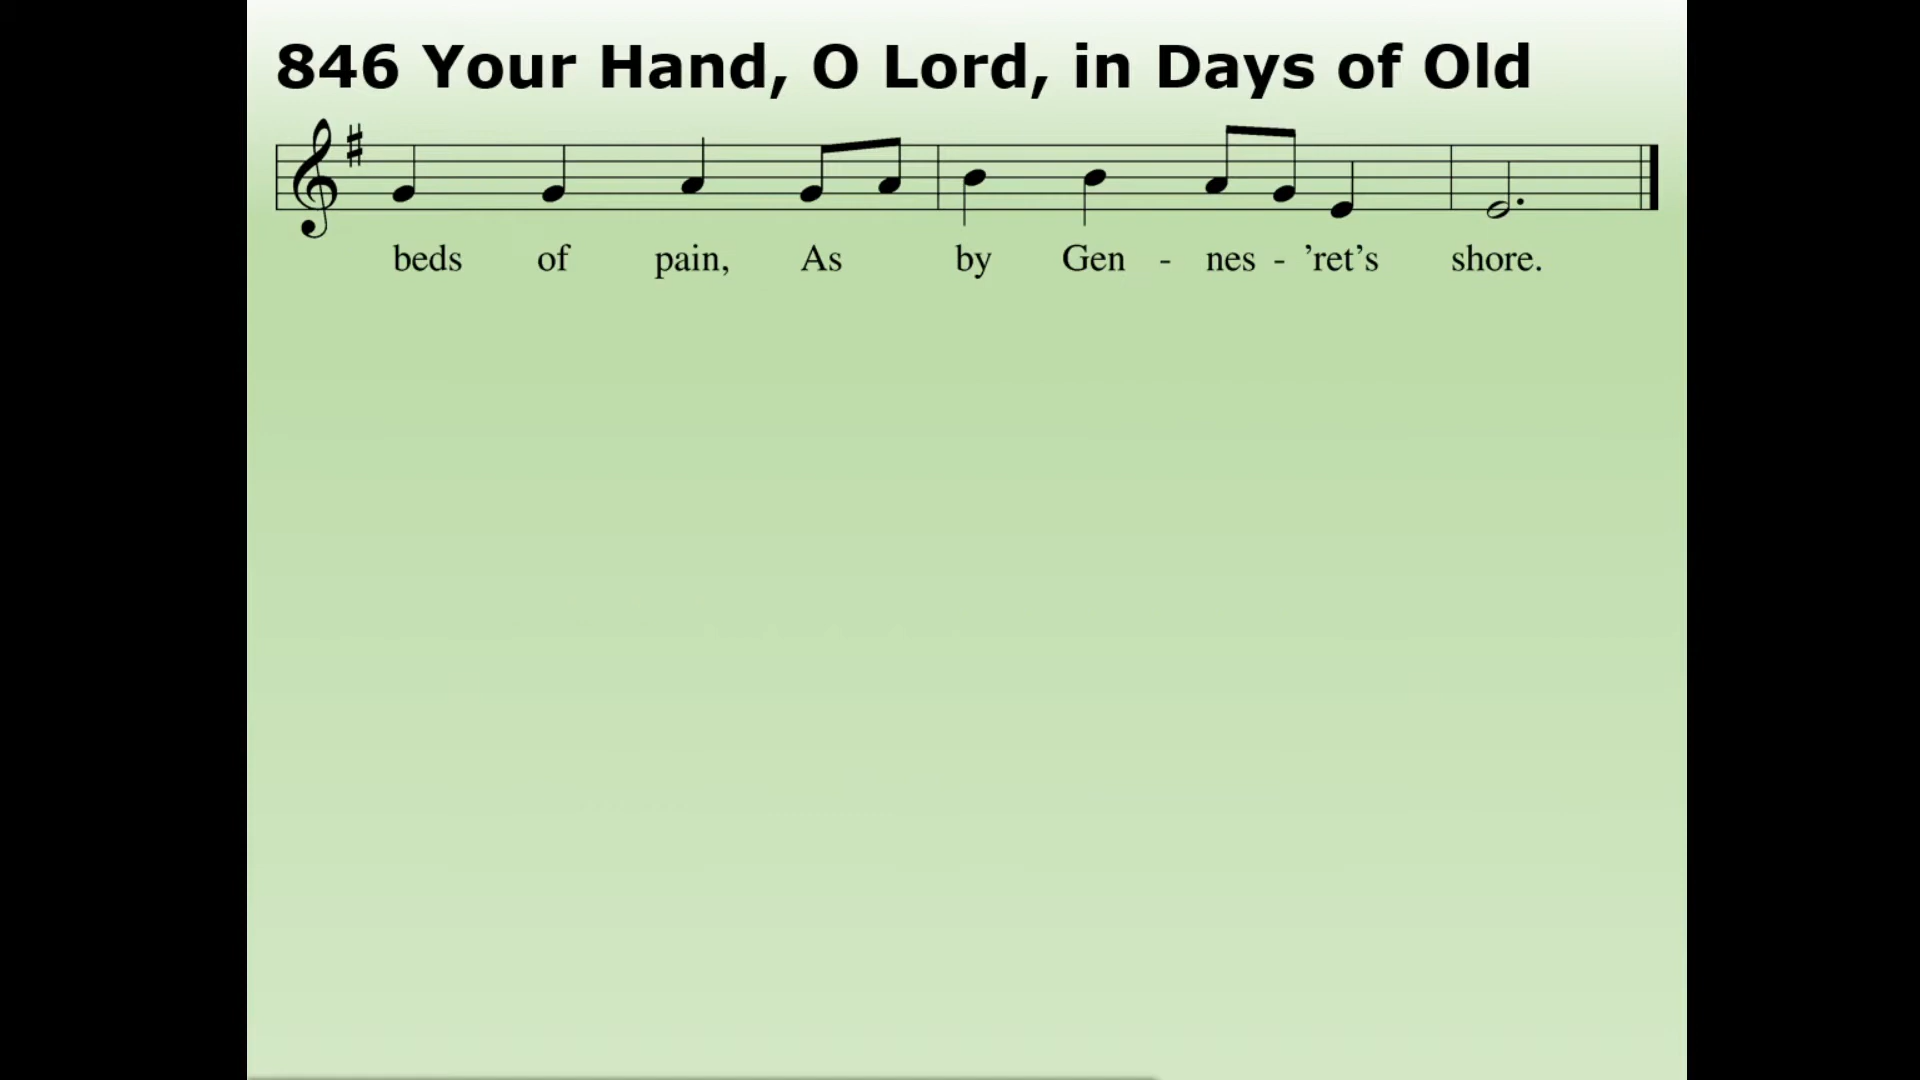 846 Your Hand, O Lord, in Days of Old
beds of pain, As by Gen - nes - ’ret’s shore.